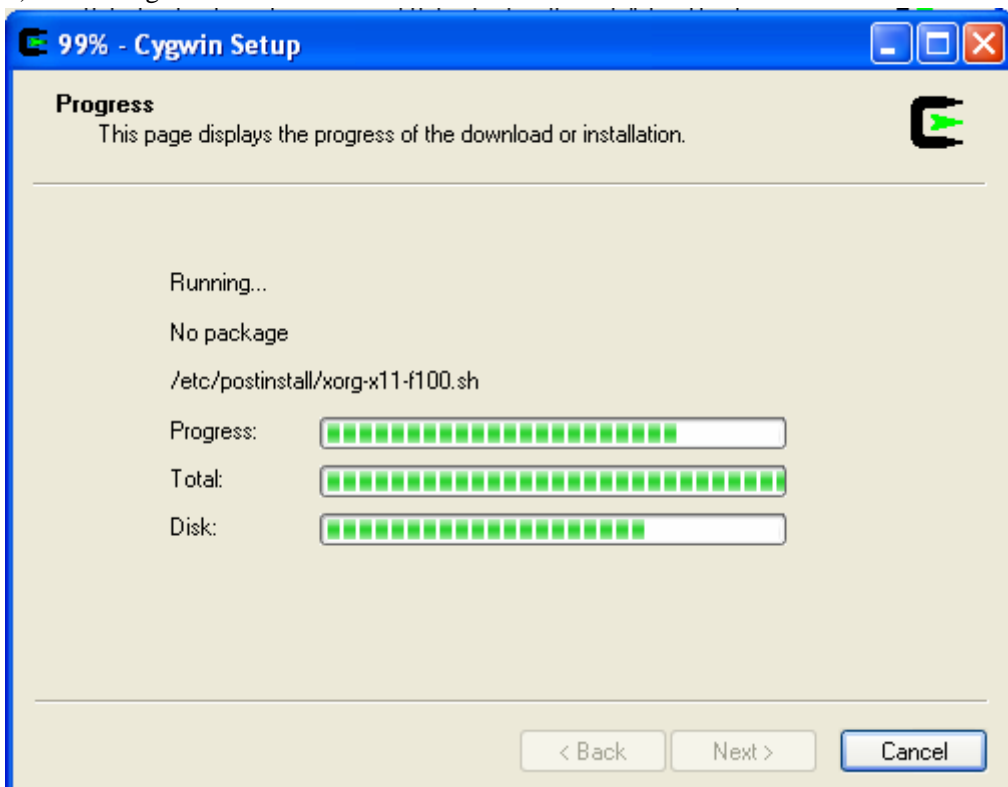 99% - Cygwin Setup
Progress
This page displays the progress of the download or installation.
Running...
No package
/etc/postinstall/xorg-x11-f100.sh
Progress:
Total:
Disk:
< Back Next > Cancel